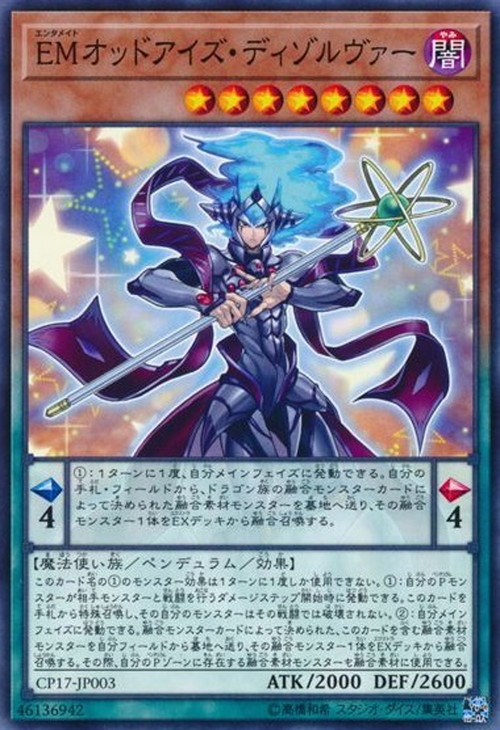 エンタメイト
EMオッドアイズ・ディゾルヴァー
やみ
闇
①:1ターンに1度、自分メインフェイズに発動できる。自分の
手札・フィールドから、ドラゴン族の融合モンスターカードに
よって決められた融合素材モンスターを墓地へ送り、その融合
モンスター1体をEXデッキから融合召喚する。
4
4
【魔法使い族/ペンデュラム/効果】
このカード名の①のモンスター効果は1ターンに1度しか使用できない。①:自分のPモン
スターが相手モンスターと戦闘を行うダメージステップ開始時に発動できる。このカードを
手札から特殊召喚し、その自分のモンスターはその戦闘では破壊されない。②:自分メイン
フェイズに発動できる。融合モンスターカードによって決められた、このカードを含む融合素材
モンスターを自分フィールドから墓地へ送り、その融合モンスター1体をEXデッキから融合
召喚する。その際、自分のPゾーンに存在する融合素材モンスターも融合素材に使用できる。
CP17-JP003
ATK/2000 DEF/2600
46136942
©高橋和希 スタジオ・ダイス/集英社